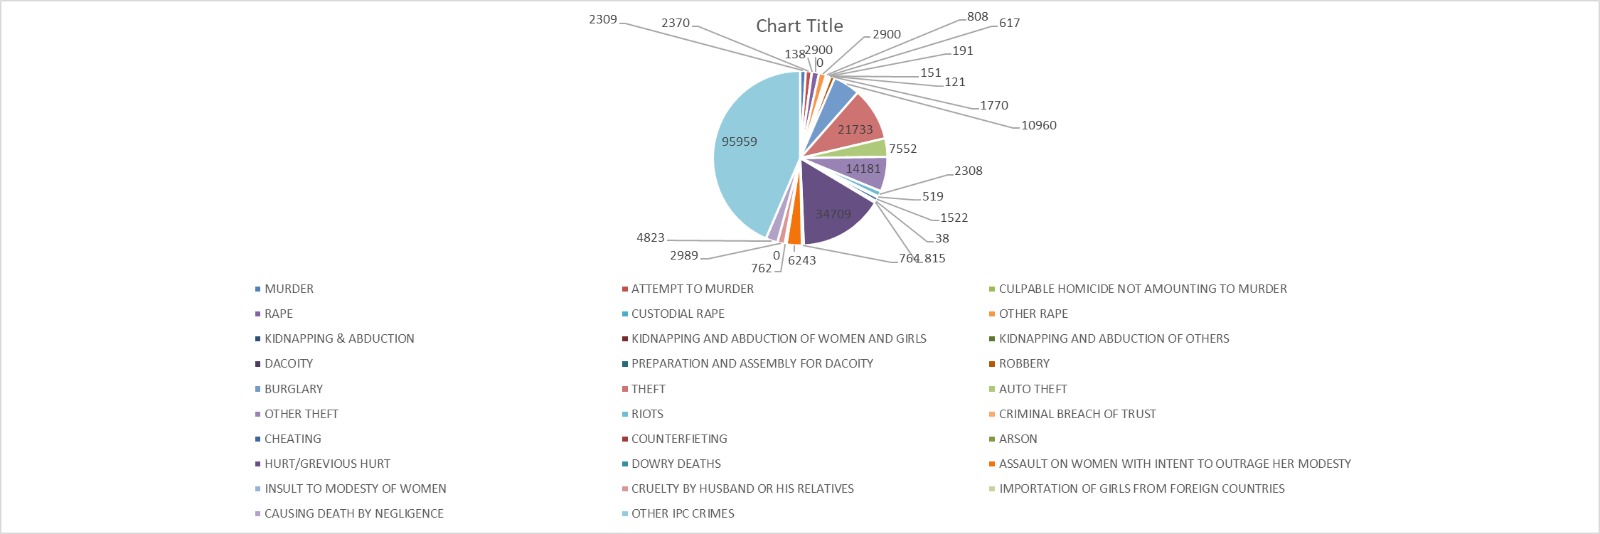 Chart Title
2309
2370
138
2900
0
2900
808
617
191
151
121
1770
10960
21733
7552
14181
2308
519
1522
38
815
34709
764
6243
762
0
2989
4823
95959
MURDER
ATTEMPT TO MURDER
CULPABLE HOMICIDE NOT AMOUNTING TO MURDER
RAPE
CUSTODIAL RAPE
OTHER RAPE
KIDNAPPING & ABDUCTION
KIDNAPPING AND ABDUCTION OF WOMEN AND GIRLS
KIDNAPPING AND ABDUCTION OF OTHERS
DACOITY
PREPARATION AND ASSEMBLY FOR DACOITY
ROBBERY
BURGLARY
THEFT
AUTO THEFT
OTHER THEFT
RIOTS
CRIMINAL BREACH OF TRUST
CHEATING
COUNTERFIETING
ARSON
HURT/GREVIOUS HURT
DOWRY DEATHS
ASSAULT ON WOMEN WITH INTENT TO OUTRAGE HER MODESTY
INSULT TO MODESTY OF WOMEN
CRUELTY BY HUSBAND OR HIS RELATIVES
IMPORTATION OF GIRLS FROM FOREIGN COUNTRIES
CAUSING DEATH BY NEGLIGENCE
OTHER IPC CRIMES